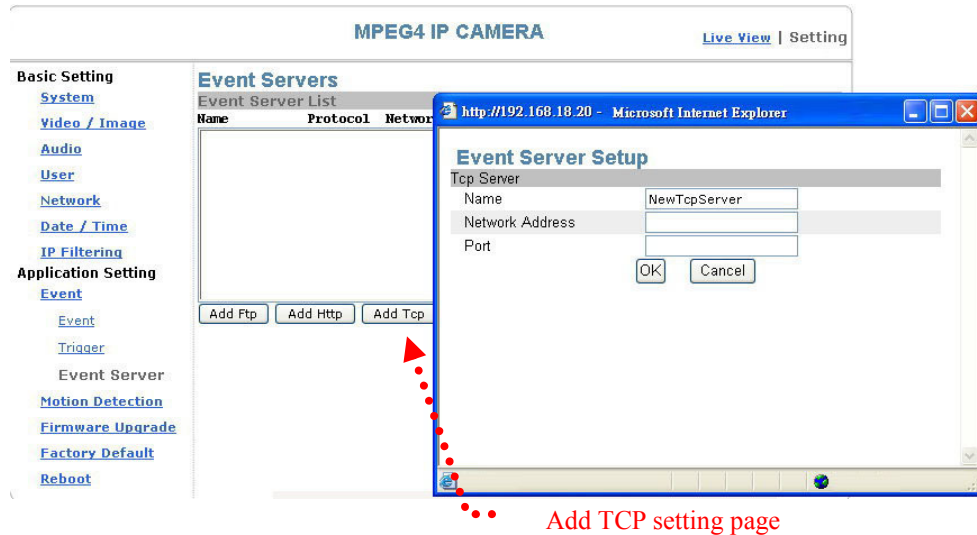 MPEG4 IP CAMERA
Live View | Setting
Basic Setting
System
Video / Image
Audio
User
Network
Date / Time
IP Filtering
Application Setting
Event
Event
Trigger
Event Server
Motion Detection
Firmware Upgrade
Factory Default
Reboot
Event Servers
Event Server List
Name Protocol Networ
Add Ftp Add Http Add Tcp
http://192.168.18.20 - Microsoft Internet Explorer
Event Server Setup
Tcp Server
Name NewTcpServer
Network Address
Port
OK Cancel
Add TCP setting page